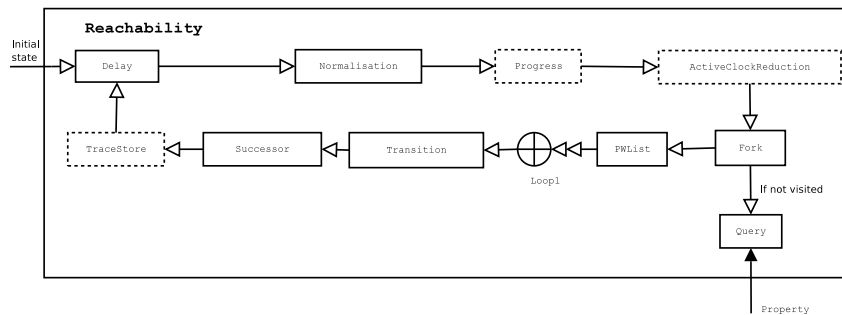 Reachability
Initial
state
Delay
Normalisation
Progress
ActiveClockReduction
TraceStore
Successor
Transition
Loop1
PWList
Fork
If not visited
Query
Property